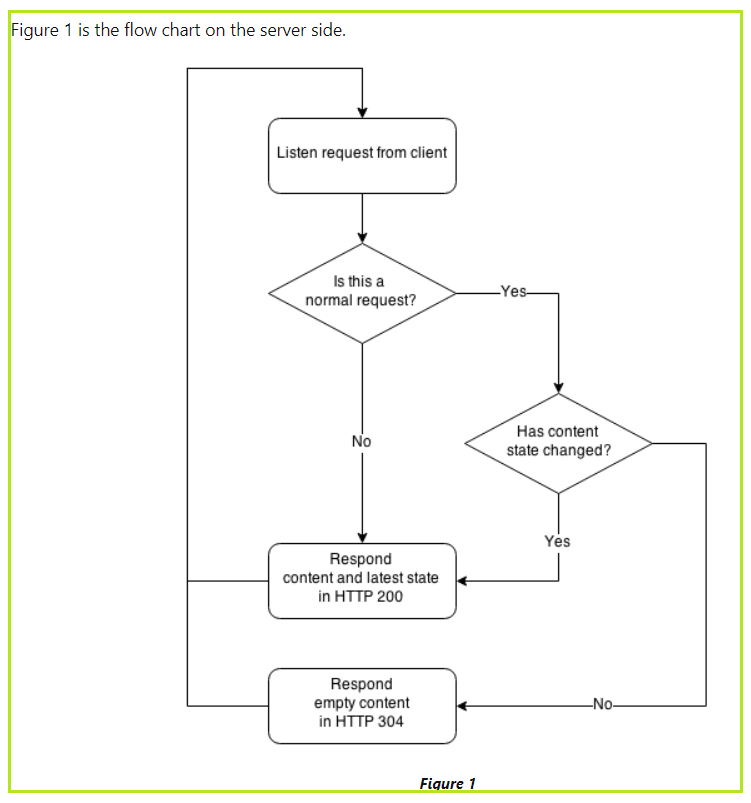 Figure 1 is the flow chart on the server side.
Listen request from client
Is this a
normal request?
Yes
Has content
state changed?
No
Yes
Respond
content and latest state
in HTTP 200
Respond
empty content
in HTTP 304
No
Figure 1